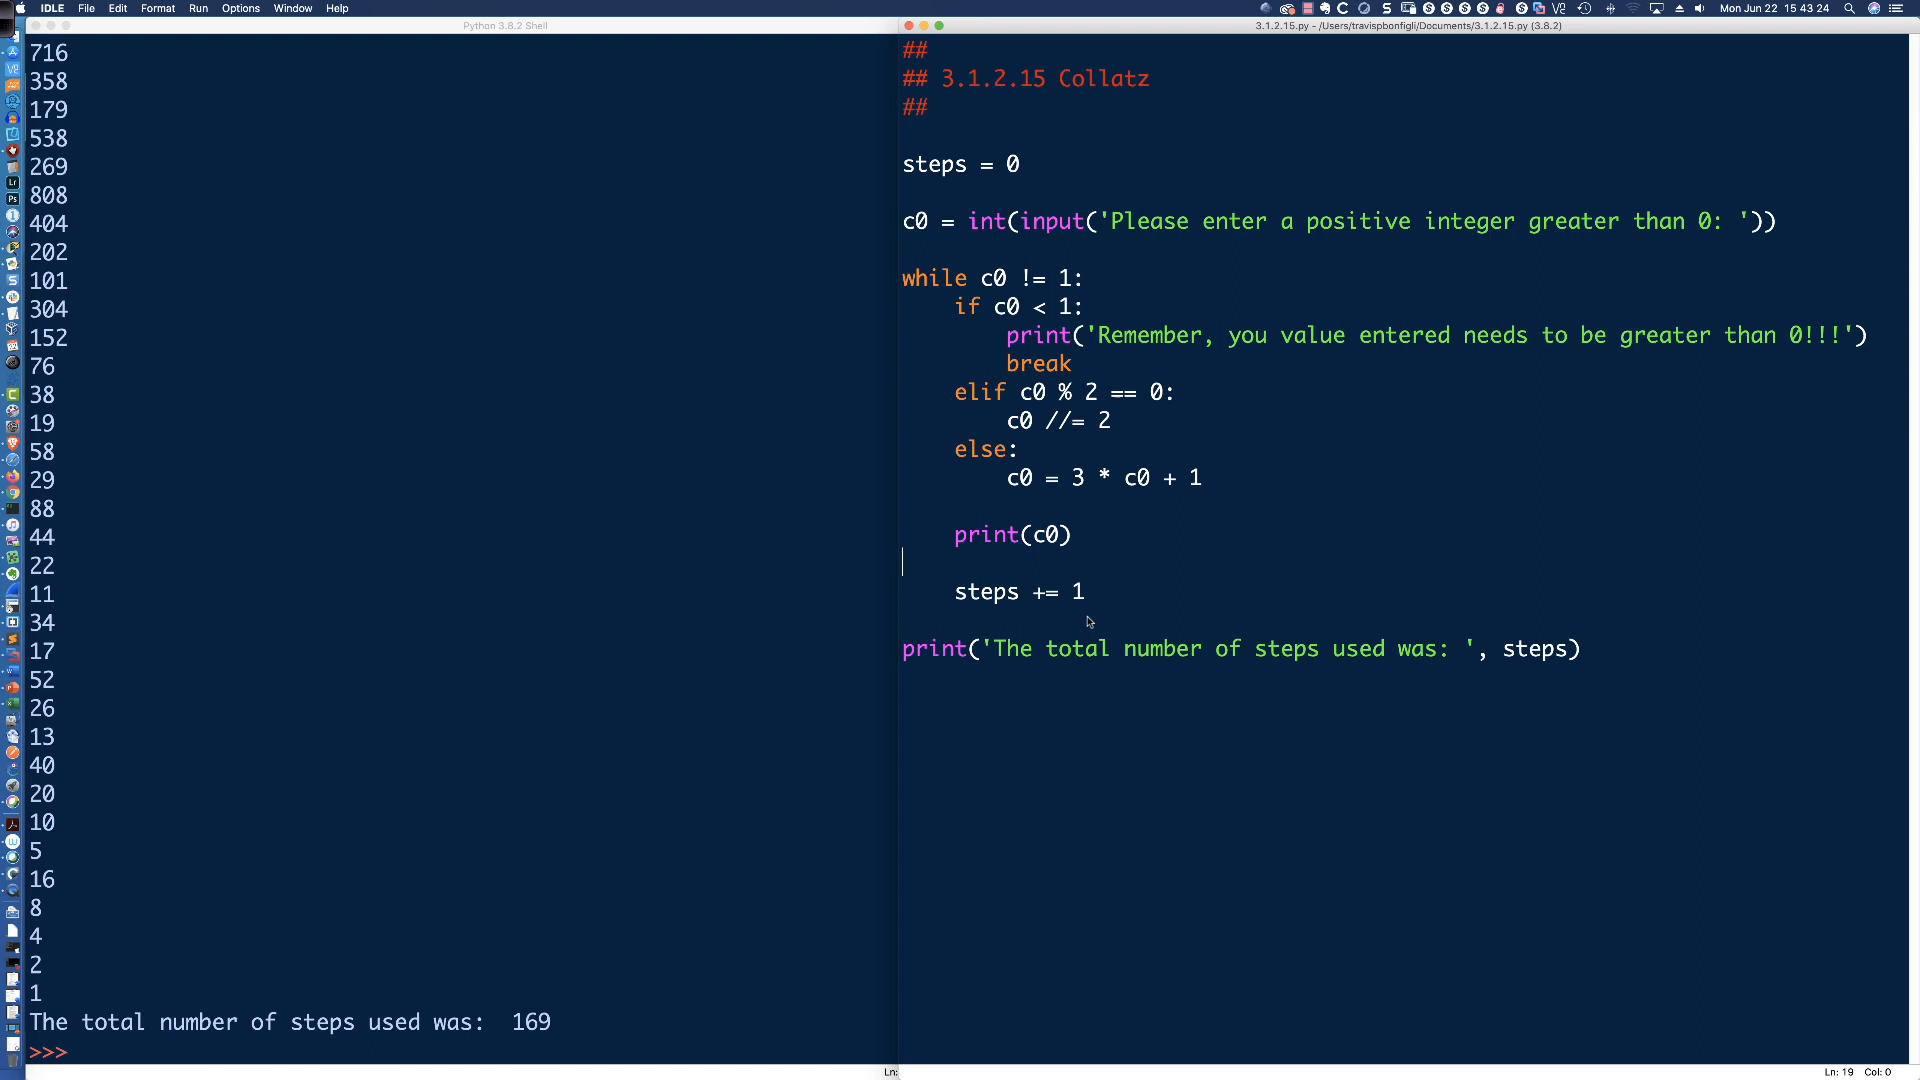 IDLE File Edit Format Run Options Window Help
Mon Jun 22 15 43 24
Python 3.8.2 Shell
716
358
179
538
269
808
404
202
101
304
152
76
38
19
58
29
88
44
22
11
34
17
52
26
13
40
20
10
5
16
8
4
2
1
The total number of steps used was:  169
>>>
Ln:
3.1.2.15.py - /Users/travispbonfigli/Documents/3.1.2.15.py (3.8.2)
##
## 3.1.2.15 Collatz
##
steps = 0
c0 = int(input('Please enter a positive integer greater than 0: '))
while c0 != 1:
    if c0 < 1:
        print('Remember, you value entered needs to be greater than 0!!!')
        break
    elif c0 % 2 == 0:
        c0 //= 2
    else:
        c0 = 3 * c0 + 1
    print(c0)
    steps += 1
print('The total number of steps used was: ', steps)
Ln: 19 Col: 0